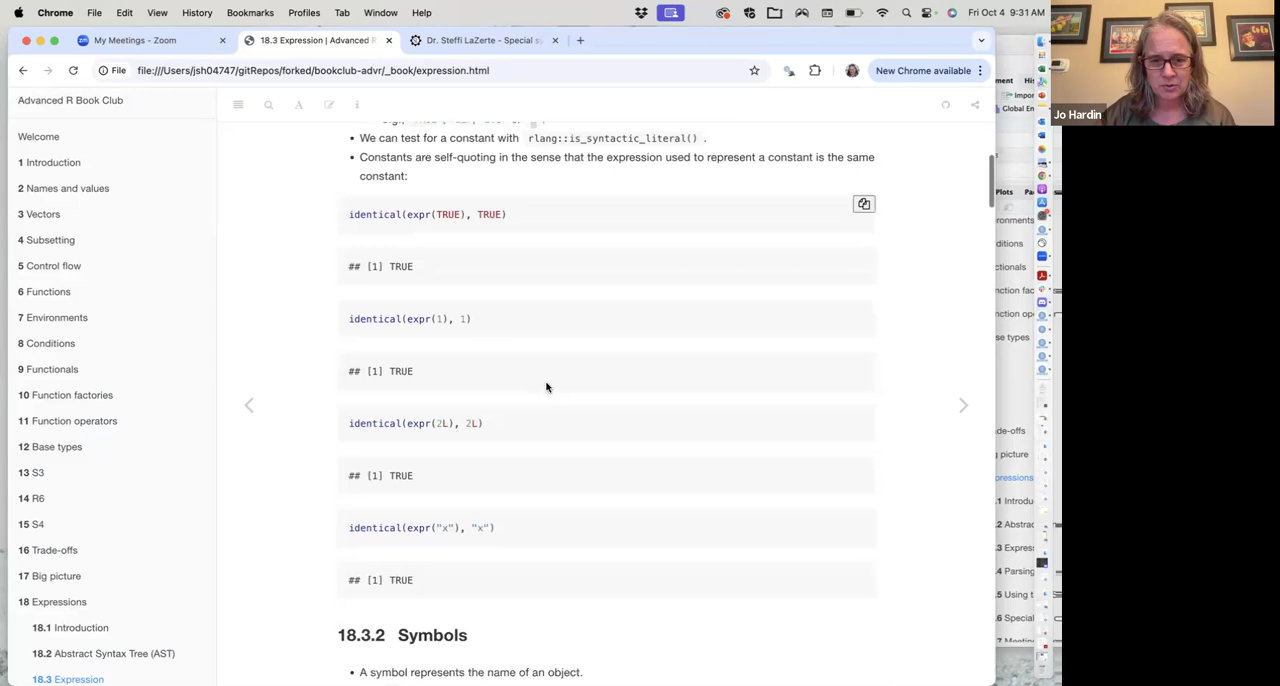 Chrome File Edit View History Bookmarks Profiles Tab Window Help Fri Oct 4 9:31 AM
My Meetings - Zoom
18.3 Expression | Advanced R
Dr. Steffi LaZerte - Special s
file:///Users/jsh04747/gitRepos/forked/bookclub-advr/_book/expression.html
File
New Chrome available
Jo Hardin
Advanced R Book Club
Welcome
1 Introduction
2 Names and values
3 Vectors
4 Subsetting
5 Control flow
6 Functions
7 Environments
8 Conditions
9 Functionals
10 Function factories
11 Function operators
12 Base types
13 S3
14 R6
15 S4
16 Trade-offs
17 Big picture
18 Expressions
18.1 Introduction
18.2 Abstract Syntax Tree (AST)
18.3 Expression
• We can test for a constant with rlang::is_syntactic_literal() .
• Constants are self-quoting in the sense that the expression used to represent a constant is the same
constant:
identical(expr(TRUE), TRUE)
## [1] TRUE
identical(expr(1), 1)
## [1] TRUE
identical(expr(2L), 2L)
## [1] TRUE
identical(expr("x"), "x")
## [1] TRUE
18.3.2 Symbols
• A symbol represents the name of an object.